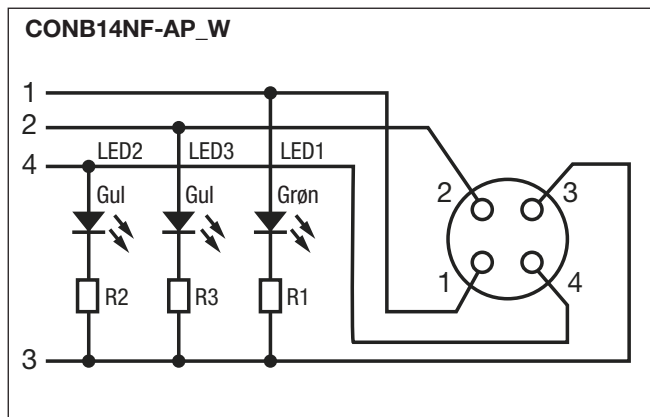 CONB14NF-AP_W
1
2
4
LED2 LED3 LED1
Gul Gul Grøn
2 3
1 4
R2 R3 R1
3